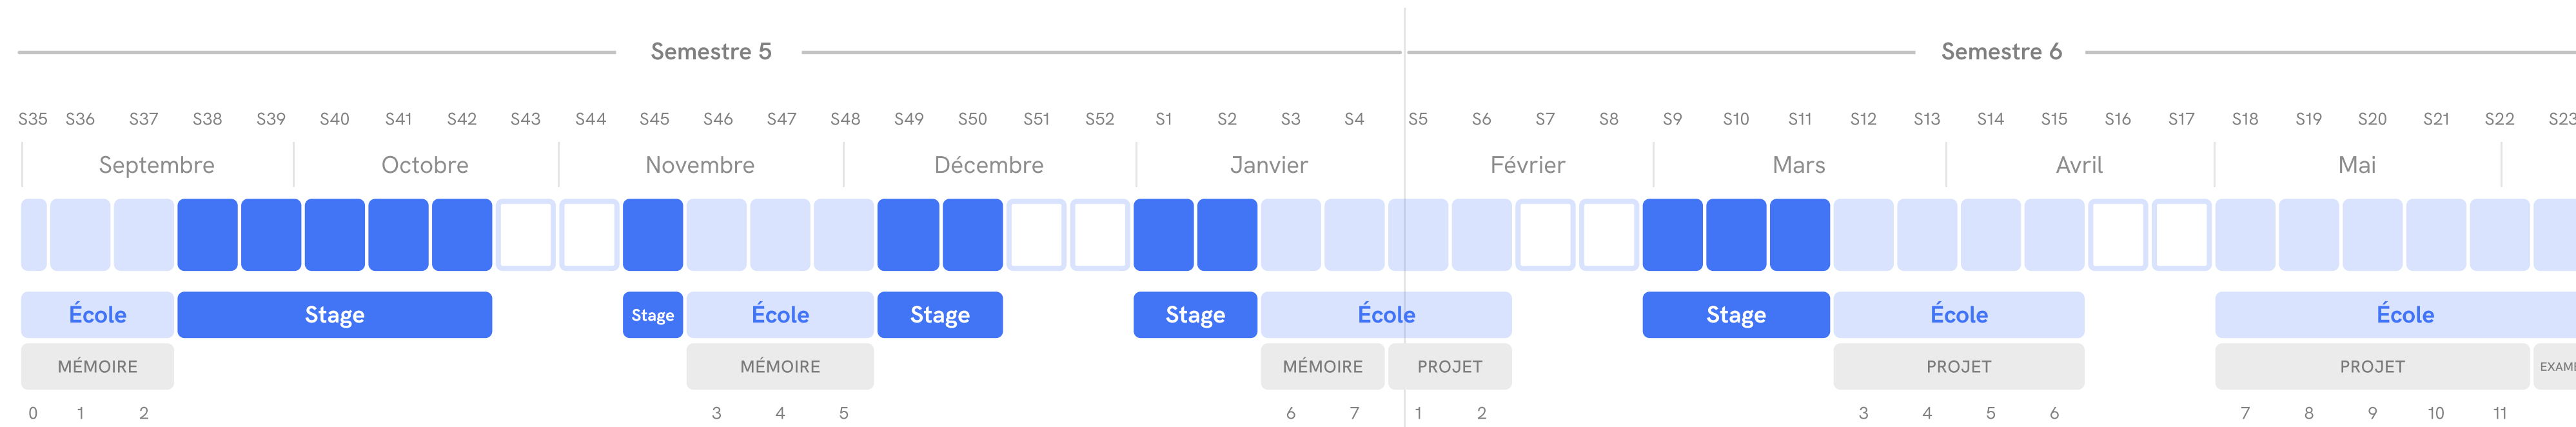 Semestre 5 Semestre 6
S35 S36 S37 S38 S39 S40 S41 S42 S43 S44 S45 S46 S47 S48 S49 S50 S51 S52 S1 S2 S3 S4 S5 S6 S7 S8 S9 S10 S11 S12 S13 S14 S15 S16 S17 S18 S19 S20 S21 S22 S23
Septembre Octobre Novembre Décembre Janvier Février Mars Avril Mai
École Stage Stage École Stage Stage École Stage École École
MÉMOIRE MÉMOIRE MÉMOIRE PROJET PROJET PROJET EXAM
0 1 2 3 4 5 6 7 1 2 3 4 5 6 7 8 9 10 11